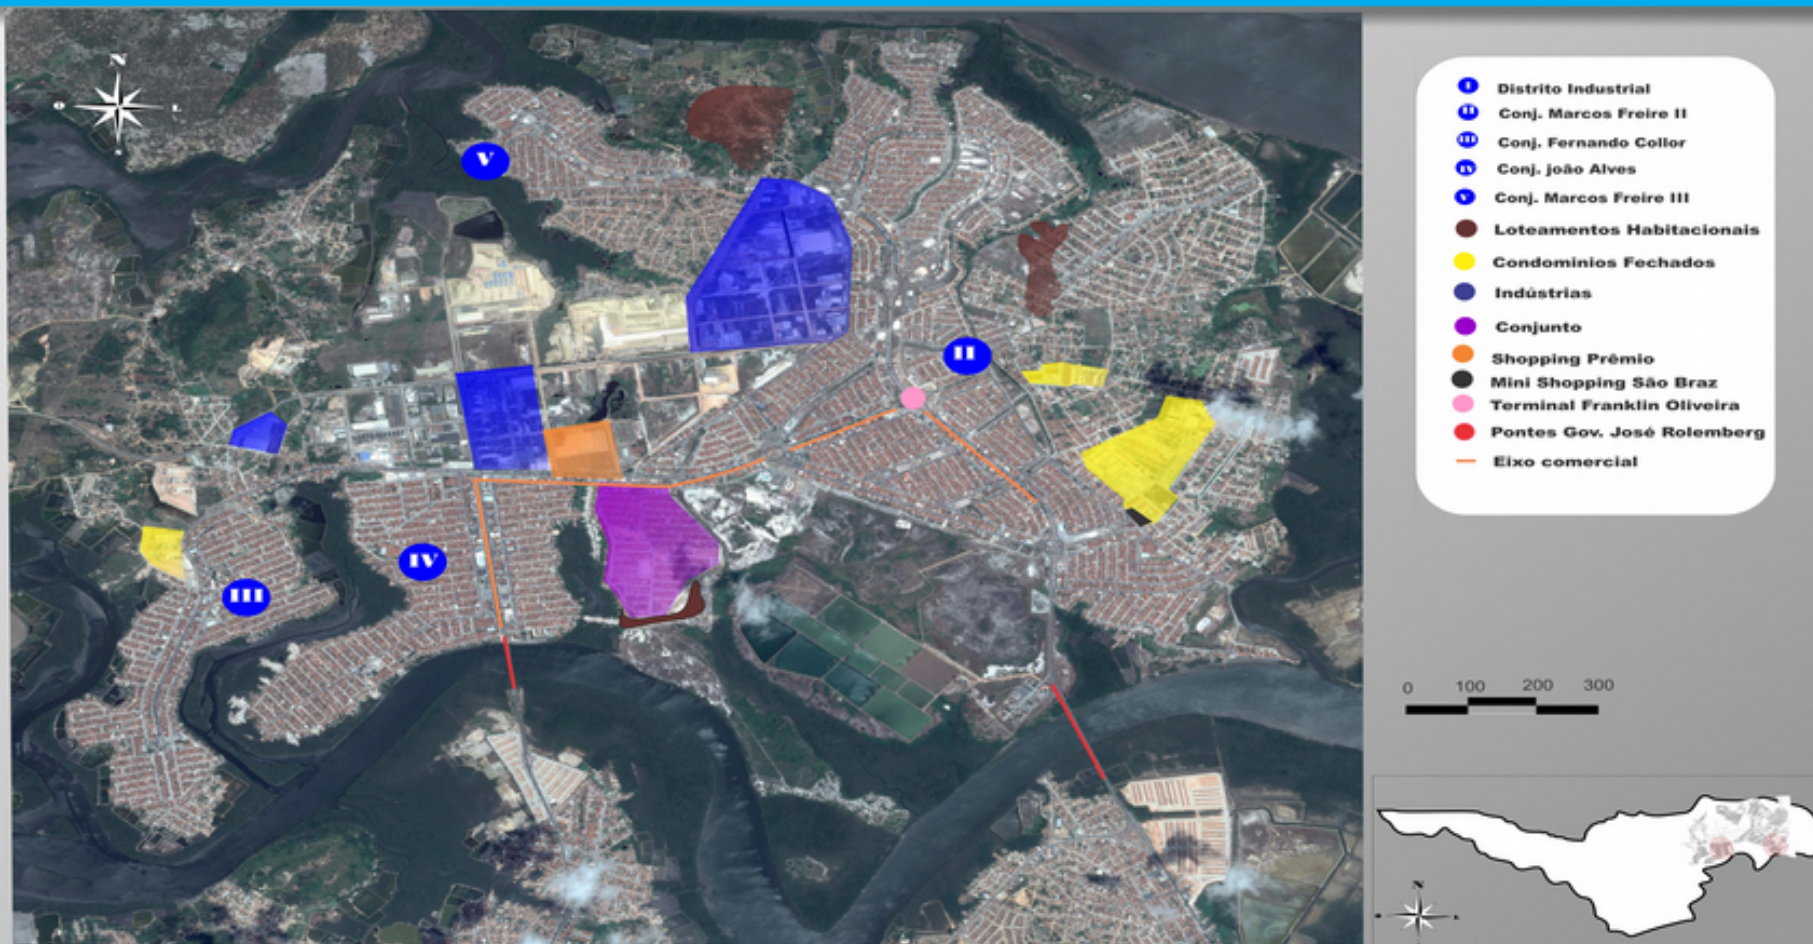 N
O
L
V
II
IV
III
I Distrito Industrial
II Conj. Marcos Freire II
III Conj. Fernando Collor
IV Conj. joão Alves
V Conj. Marcos Freire III
Loteamentos Habitacionais
Condominios Fechados
Indústrias
Conjunto
Shopping Prêmio
Mini Shopping São Braz
Terminal Franklin Oliveira
Pontes Gov. José Rolemberg
Eixo comercial
0 100 200 300
N